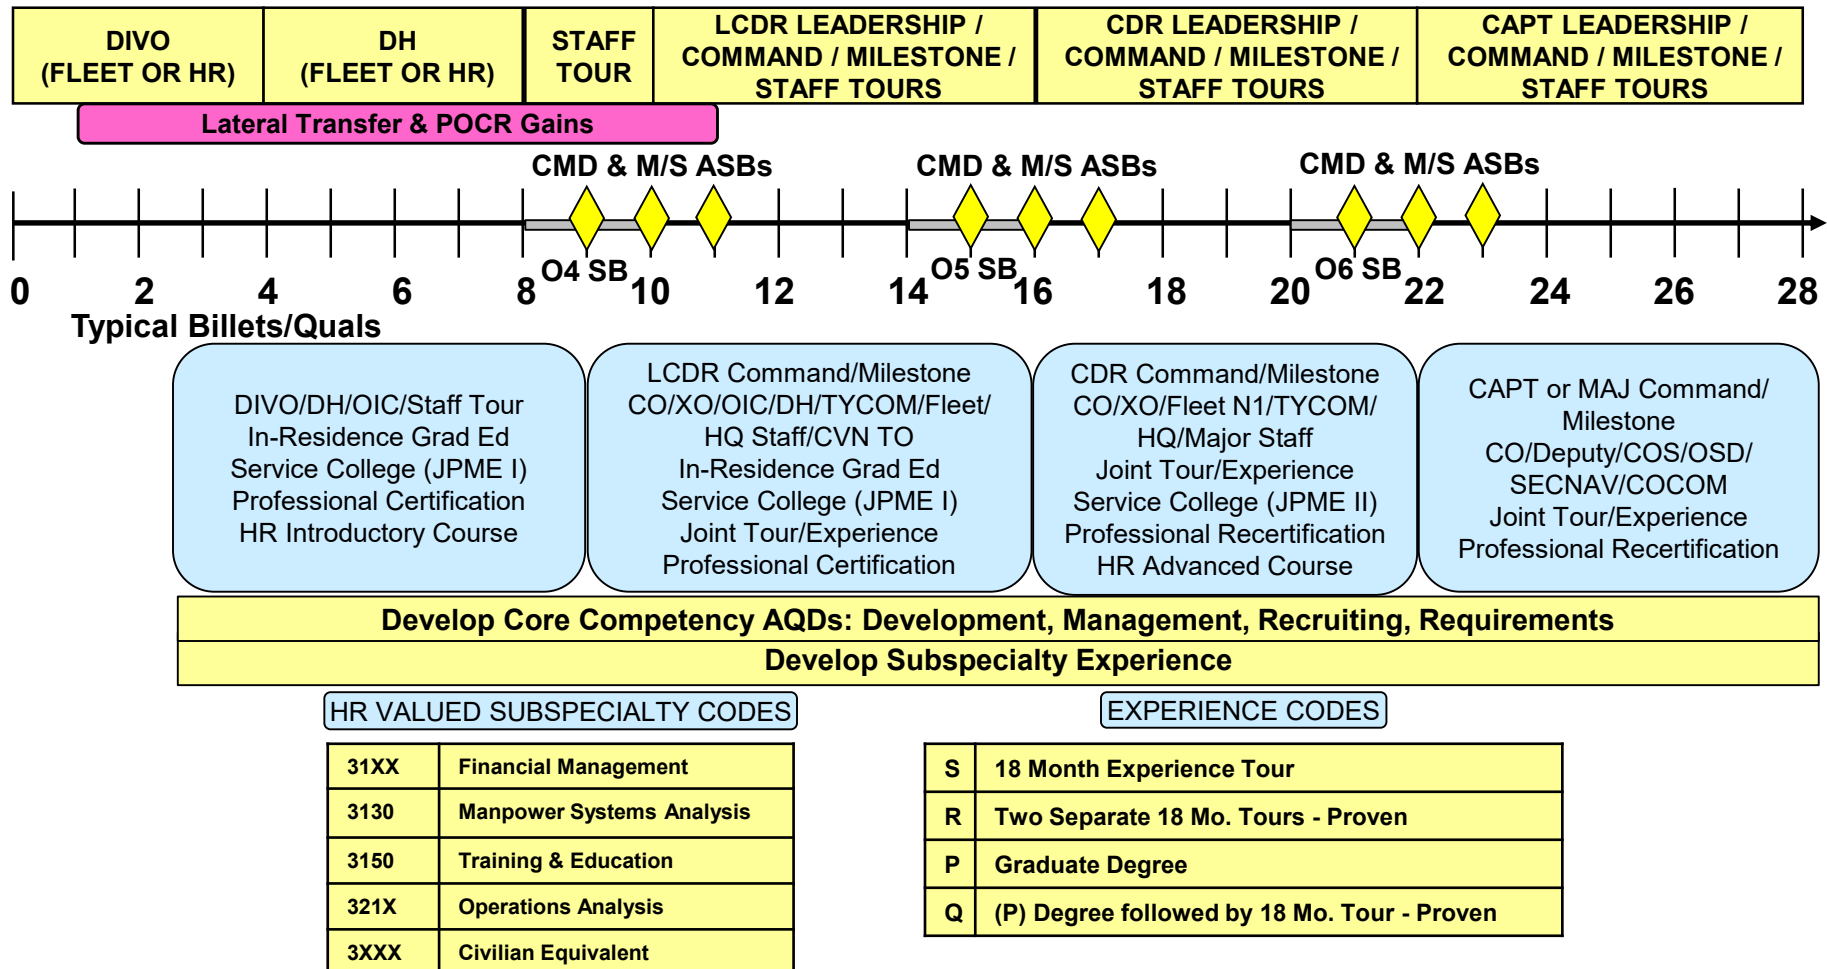 DIVO
(FLEET OR HR)
DH
(FLEET OR HR)
STAFF
TOUR
LCDR LEADERSHIP /
COMMAND / MILESTONE /
STAFF TOURS
CDR LEADERSHIP /
COMMAND / MILESTONE /
STAFF TOURS
CAPT LEADERSHIP /
COMMAND / MILESTONE /
STAFF TOURS
Lateral Transfer & POCR Gains
CMD & M/S ASBs
CMD & M/S ASBs
CMD & M/S ASBs
O4 SB
O5 SB
O6 SB
0 2 4 6 8 10 12 14 16 18 20 22 24 26 28
Typical Billets/Quals
DIVO/DH/OIC/Staff Tour
In-Residence Grad Ed
Service College (JPME I)
Professional Certification
HR Introductory Course
LCDR Command/Milestone
CO/XO/OIC/DH/TYCOM/Fleet/
HQ Staff/CVN TO
In-Residence Grad Ed
Service College (JPME I)
Joint Tour/Experience
Professional Certification
CDR Command/Milestone
CO/XO/Fleet N1/TYCOM/
HQ/Major Staff
Joint Tour/Experience
Service College (JPME II)
Professional Recertification
HR Advanced Course
CAPT or MAJ Command/
Milestone
CO/Deputy/COS/OSD/
SECNAV/COCOM
Joint Tour/Experience
Professional Recertification
Develop Core Competency AQDs: Development, Management, Recruiting, Requirements
Develop Subspecialty Experience
HR VALUED SUBSPECIALTY CODES
31XX Financial Management
3130 Manpower Systems Analysis
3150 Training & Education
321X Operations Analysis
3XXX Civilian Equivalent
EXPERIENCE CODES
S 18 Month Experience Tour
R Two Separate 18 Mo. Tours - Proven
P Graduate Degree
Q (P) Degree followed by 18 Mo. Tour - Proven